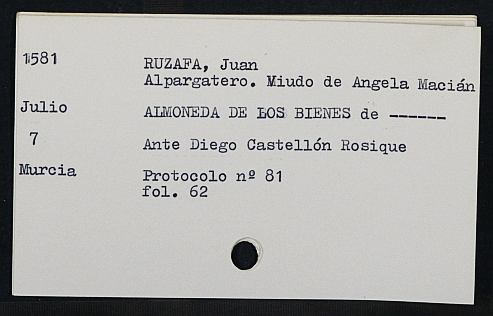 1581
RUZAFA, Juan
Alpargatero. Miudo de Angela Macián
Julio
ALMONEDA DE LOS BIENES de ------
7
Ante Diego Castellón Rosique
Murcia
Protocolo nº 81
fol. 62